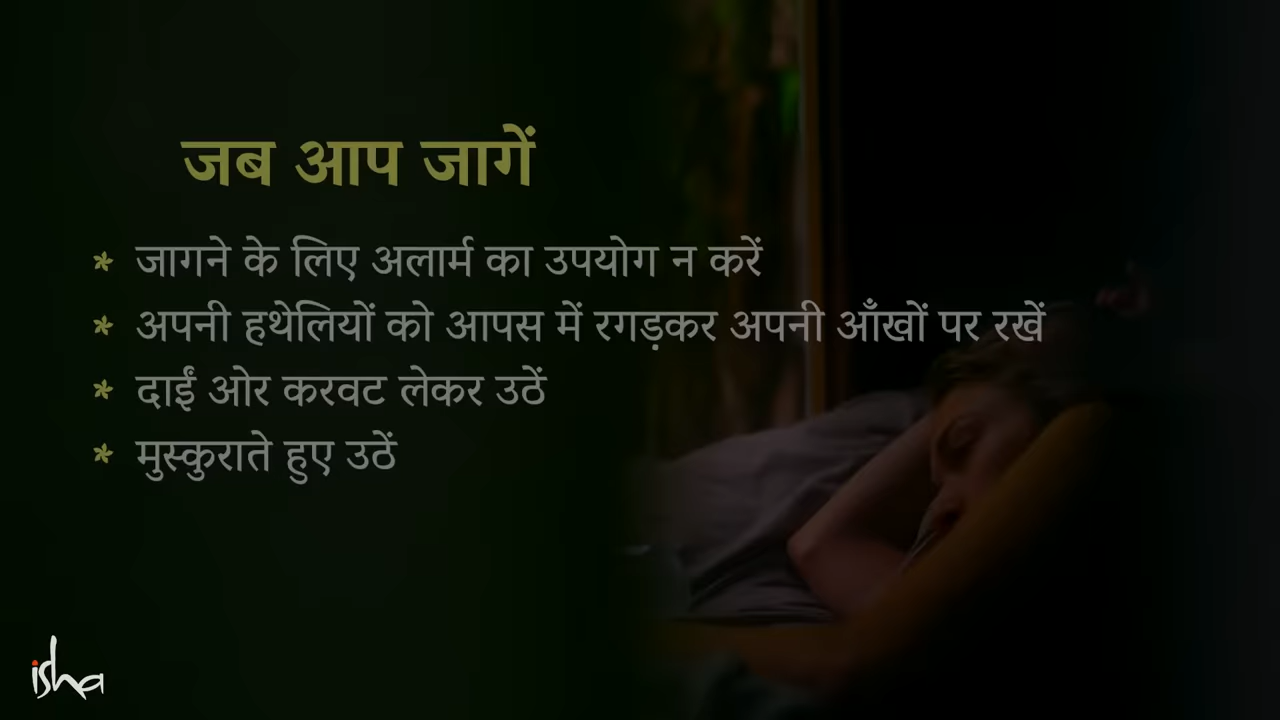 जब आप जागें
जागने के लिए अलार्म का उपयोग न करें
अपनी हथेलियों को आपस में रगड़कर अपनी आँखों पर रखें
दाईं ओर करवट लेकर उठें
मुस्कुराते हुए उठें
isha